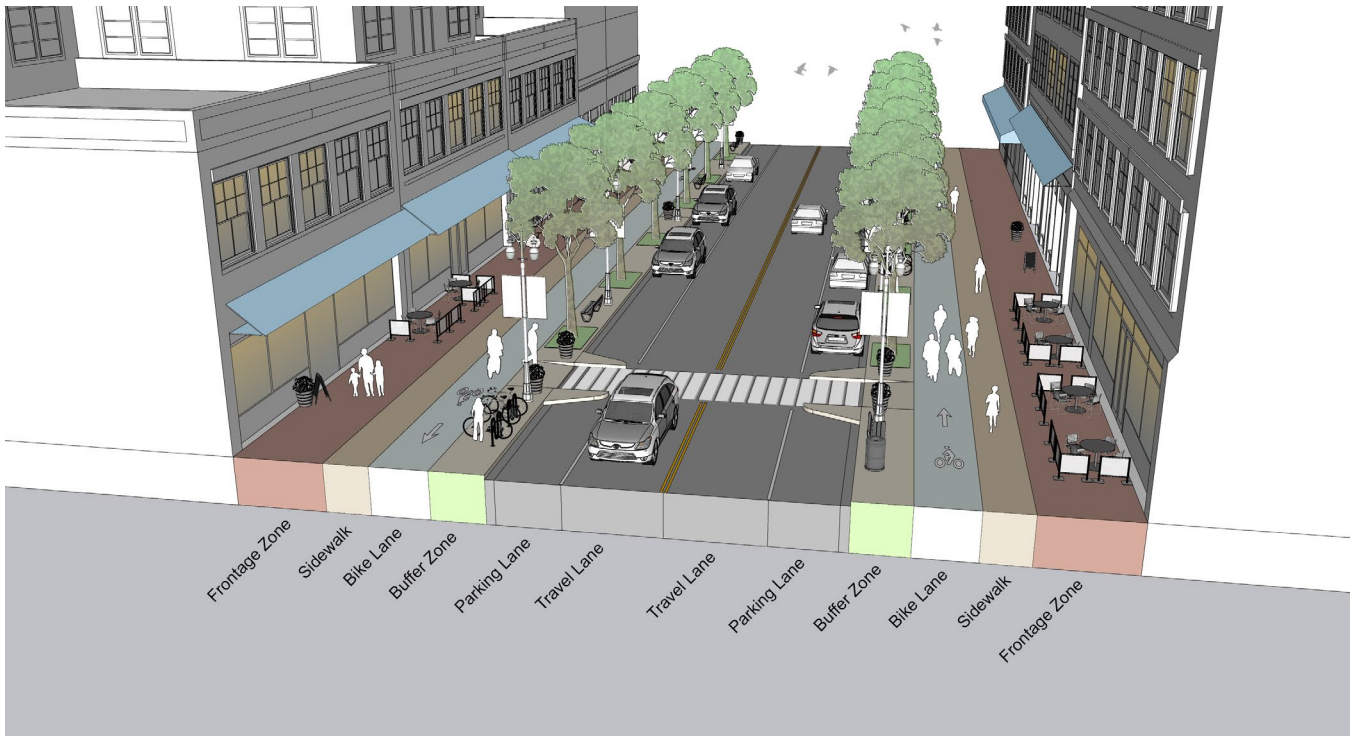 Frontage Zone
Sidewalk
Bike Lane
Buffer Zone
Parking Lane
Travel Lane
Travel Lane
Parking Lane
Buffer Zone
Bike Lane
Sidewalk
Frontage Zone